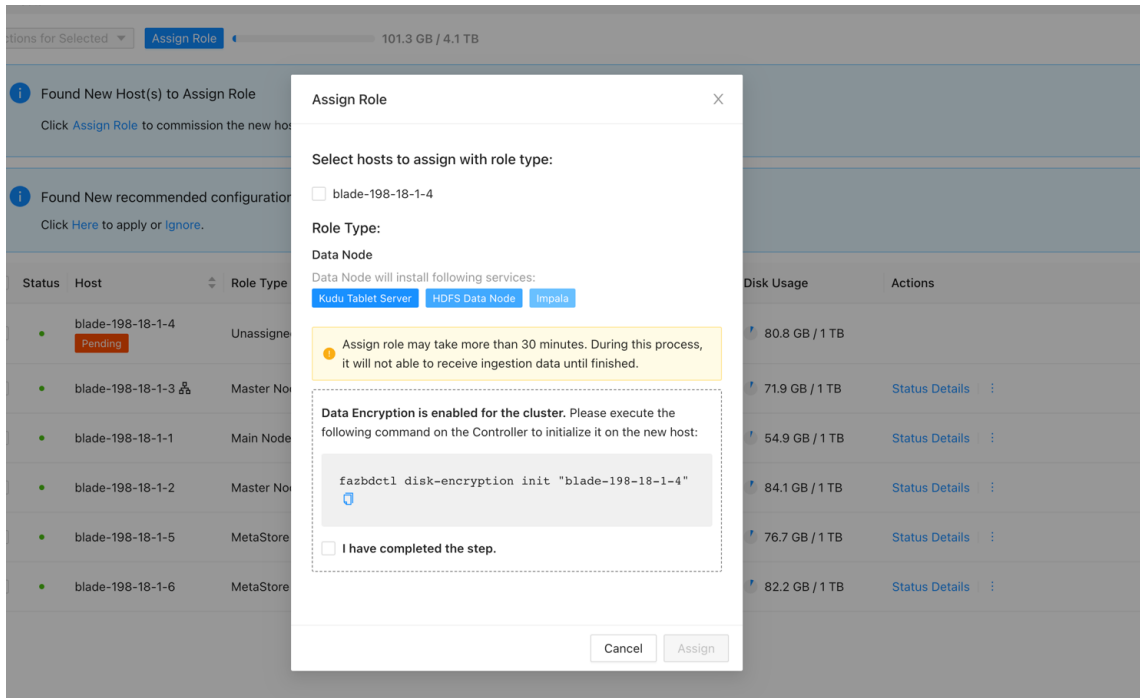 ctions for Selected
Assign Role
101.3 GB / 4.1 TB
Found New Host(s) to Assign Role
Click Assign Role to commission the new hos
Found New recommended configuration
Click Here to apply or Ignore.
Assign Role
Select hosts to assign with role type:
blade-198-18-1-4
Role Type:
Data Node
Data Node will install following services:
Kudu Tablet Server HDFS Data Node Impala
Assign role may take more than 30 minutes. During this process,
it will not able to receive ingestion data until finished.
Data Encryption is enabled for the cluster. Please execute the
following command on the Controller to initialize it on the new host:
fazbdctl disk-encryption init "blade-198-18-1-4"
I have completed the step.
Cancel Assign
Status Host Role Type Disk Usage Actions
blade-198-18-1-4 Unassigne 80.8 GB / 1 TB
Pending
blade-198-18-1-3 Master No 71.9 GB / 1 TB Status Details
blade-198-18-1-1 Main Node 54.9 GB / 1 TB Status Details
blade-198-18-1-2 Master No 84.1 GB / 1 TB Status Details
blade-198-18-1-5 MetaStore 76.7 GB / 1 TB Status Details
blade-198-18-1-6 MetaStore 82.2 GB / 1 TB Status Details